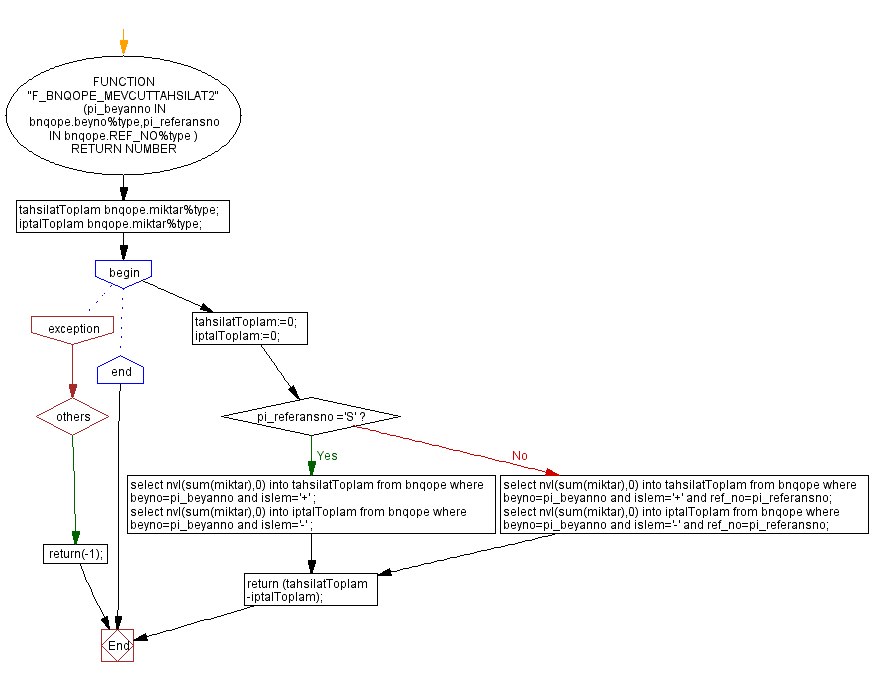 FUNCTION
"F_BNQOPE_MEVCUTTAHSILAT2"
(pi_beyanno IN
bnqope.beyno%type,pi_referansno
IN bnqope.REF_NO%type )
RETURN NUMBER
tahsilatToplam bnqope.miktar%type;
iptalToplam bnqope.miktar%type;
begin
exception
tahsilatToplam:=0;
iptalToplam:=0;
end
others
pi_referansno ='S' ?
Yes
No
select nvl(sum(miktar),0) into tahsilatToplam from bnqope where
beyno=pi_beyanno and islem='+' ;
select nvl(sum(miktar),0) into iptalToplam from bnqope where
beyno=pi_beyanno and islem='-' ;
select nvl(sum(miktar),0) into tahsilatToplam from bnqope where
beyno=pi_beyanno and islem='+' and ref_no=pi_referansno;
select nvl(sum(miktar),0) into iptalToplam from bnqope where
beyno=pi_beyanno and islem='-' and ref_no=pi_referansno;
return(-1);
return (tahsilatToplam
-iptalToplam);
End